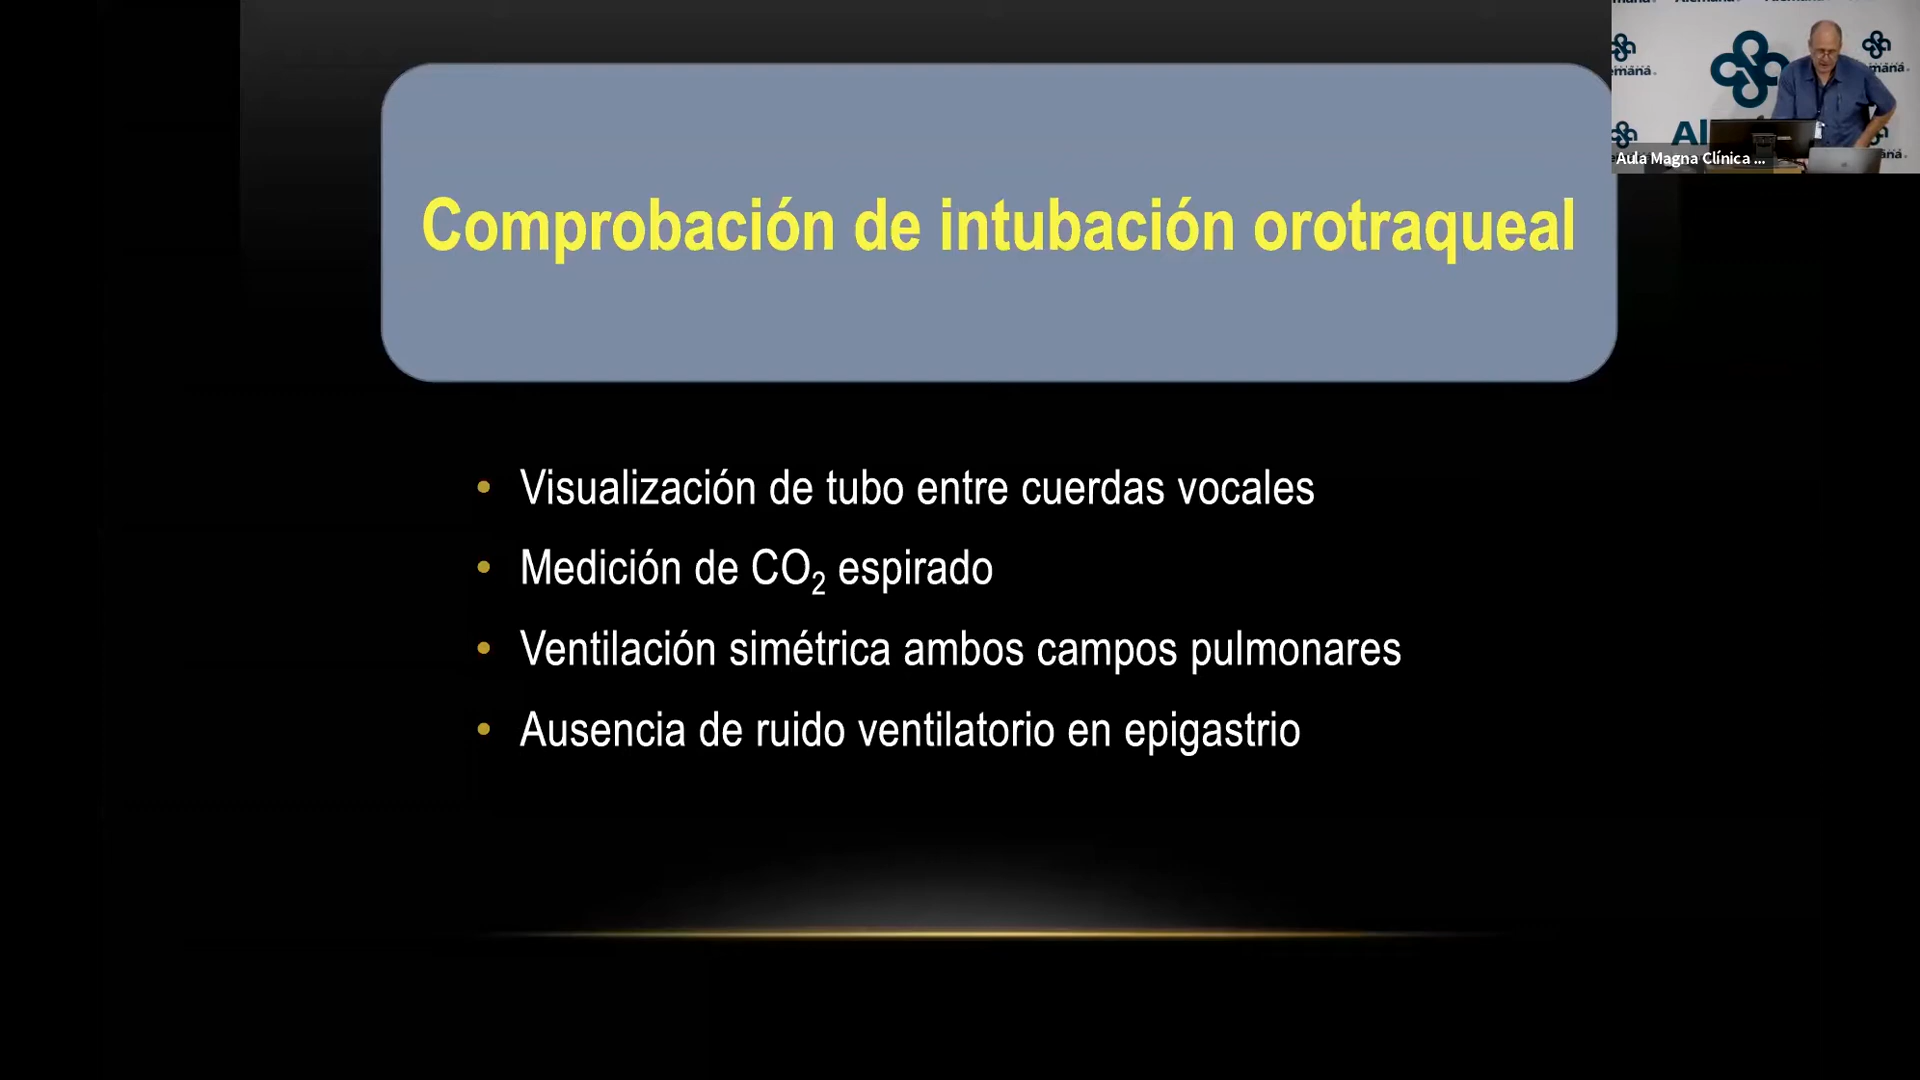 Comprobación de intubación orotraqueal
• Visualización de tubo entre cuerdas vocales
• Medición de CO₂ espirado
• Ventilación simétrica ambos campos pulmonares
• Ausencia de ruido ventilatorio en epigastrio
Aula Magna Clínica ...